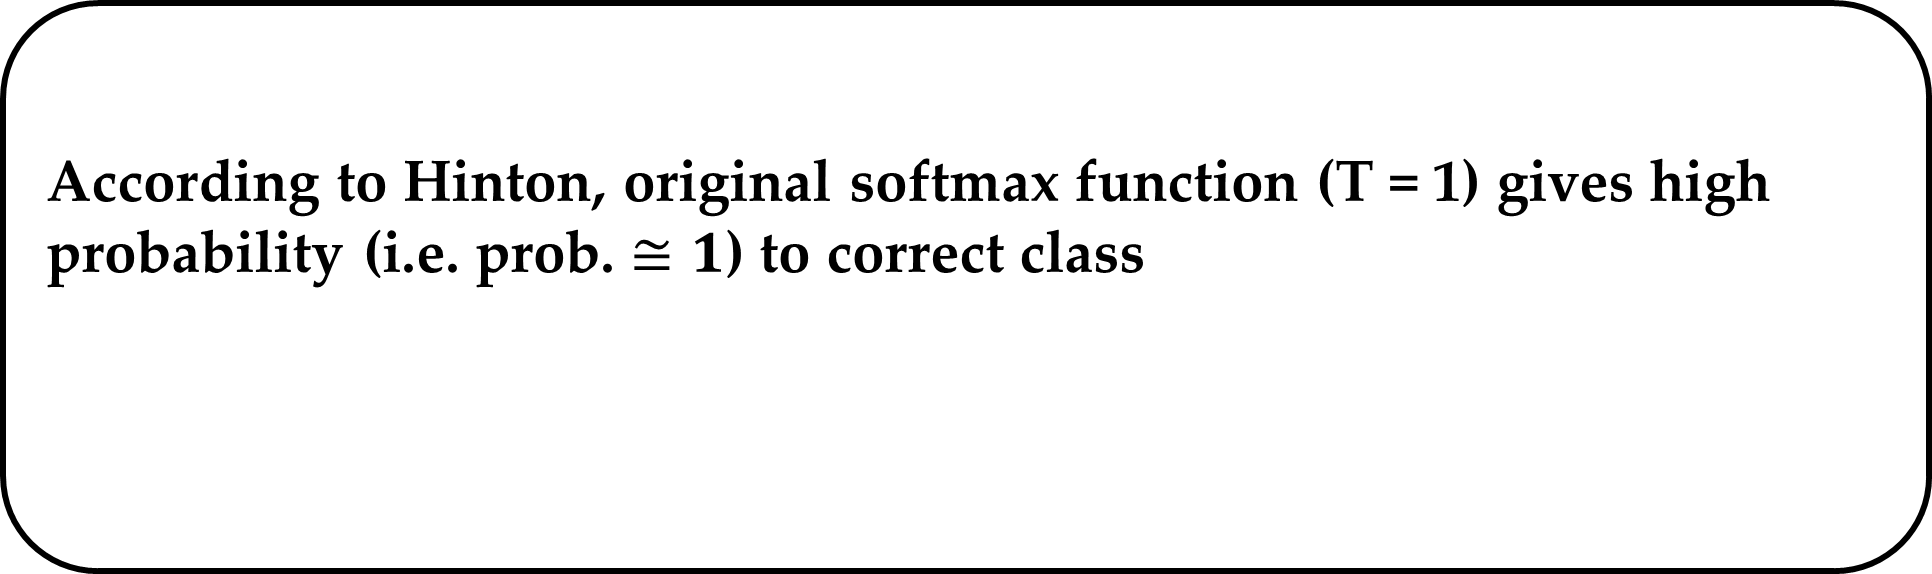 According to Hinton, original softmax function (T = 1) gives high
probability (i.e. prob. ≅ 1) to correct class